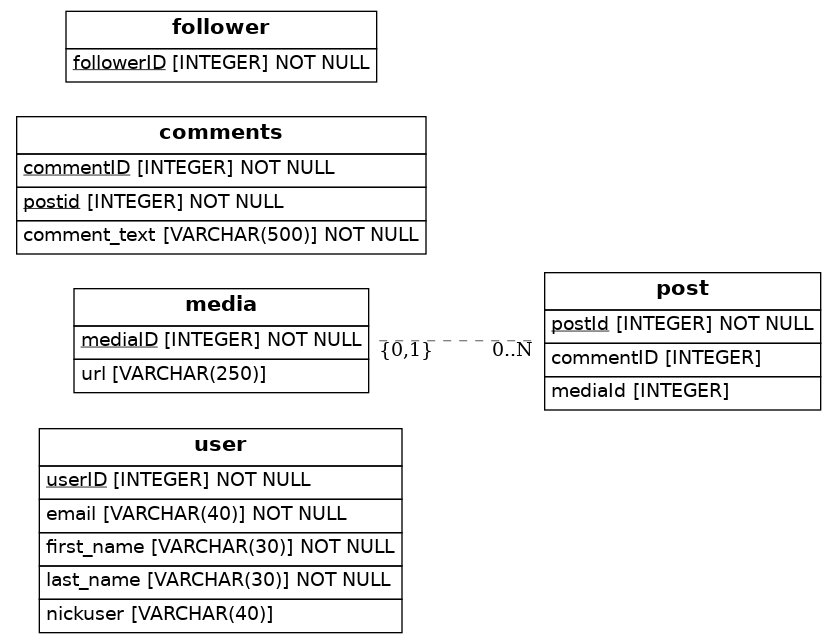 follower
followerID [INTEGER] NOT NULL
comments
commentID [INTEGER] NOT NULL
postid [INTEGER] NOT NULL
comment_text [VARCHAR(500)] NOT NULL
media
mediaID [INTEGER] NOT NULL
url [VARCHAR(250)]
{0,1}
0..N
post
postId [INTEGER] NOT NULL
commentID [INTEGER]
mediaId [INTEGER]
user
userID [INTEGER] NOT NULL
email [VARCHAR(40)] NOT NULL
first_name [VARCHAR(30)] NOT NULL
last_name [VARCHAR(30)] NOT NULL
nickuser [VARCHAR(40)]